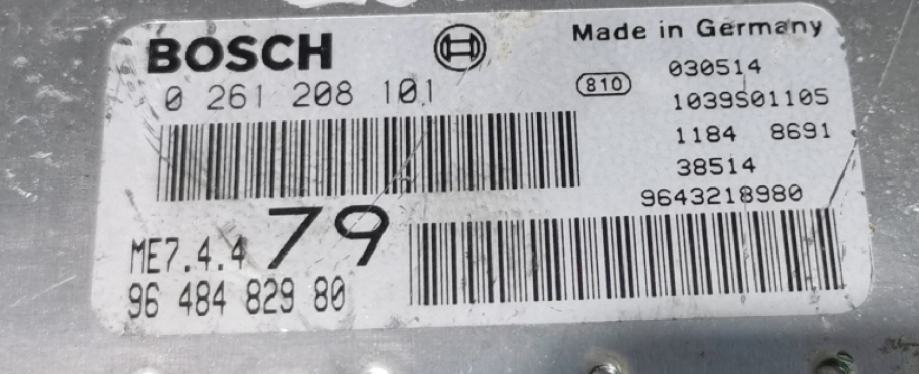 BOSCH
Made in Germany
0 261 208 101
810
030514
1039S01105
1184 8691
38514
9643218980
79
ME7.4.4
96 484 829 80